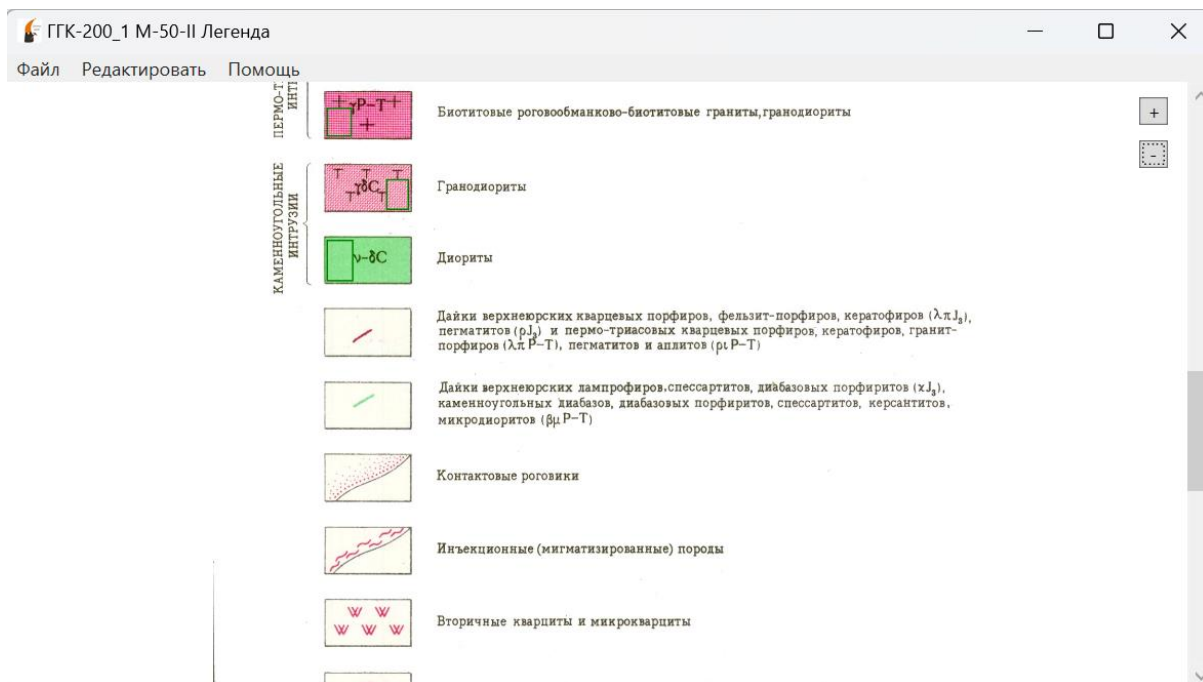 ГГК-200_1 М-50-II Легенда
Файл Редактировать Помощь
ПЕРМО-Т
ИНТ
γP–T
Биотитовые роговообманково-биотитовые граниты, гранодиориты
+
-
КАМЕННОУГОЛЬНЫЕ
ИНТРУЗИИ
γδC
Гранодиориты
ν–δC
Диориты
Дайки верхнеюрских кварцевых порфиров, фельзит-порфиров, кератофиров (λπJ₃),
пегматитов (ρJ₃) и пермо-триасовых кварцевых порфиров, кератофиров, гранит-
порфиров (λπ P–T), пегматитов и аплитов (ρι P–T)
Дайки верхнеюрских лампрофиров.спессартитов, диабазовых порфиритов (χJ₃),
каменноугольных диабазов, диабазовых порфиритов, спессартитов, керсантитов,
микродиоритов (βμ P–T)
Контактовые роговики
Инъекционные (мигматизированные) породы
Вторичные кварциты и микрокварциты